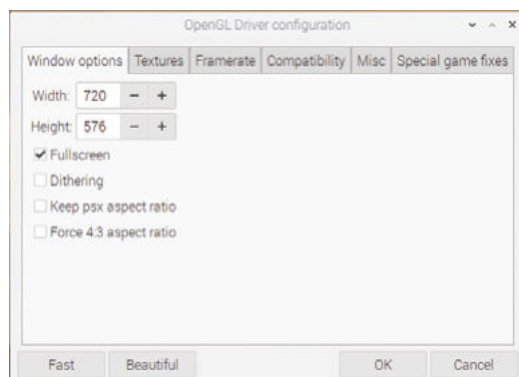 OpenGL Driver configuration
Window options Textures Framerate Compatibility Misc Special game fixes
Width: 720 - +
Height: 576 - +
Fullscreen
Dithering
Keep psx aspect ratio
Force 4:3 aspect ratio
Fast Beautiful OK Cancel